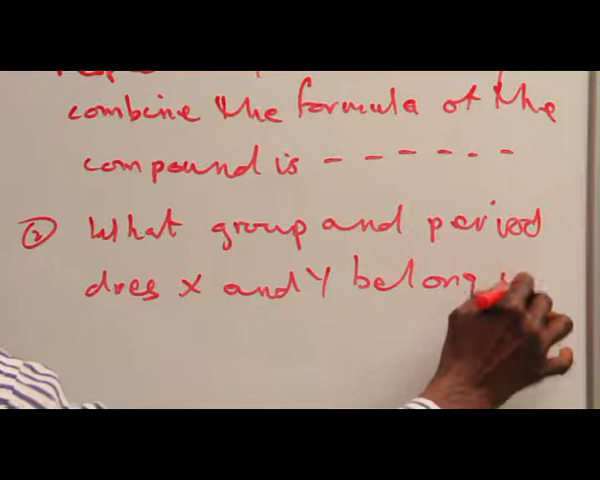 combine the formula of the
compound is - - - - - -
② What group and period
does X and Y belong